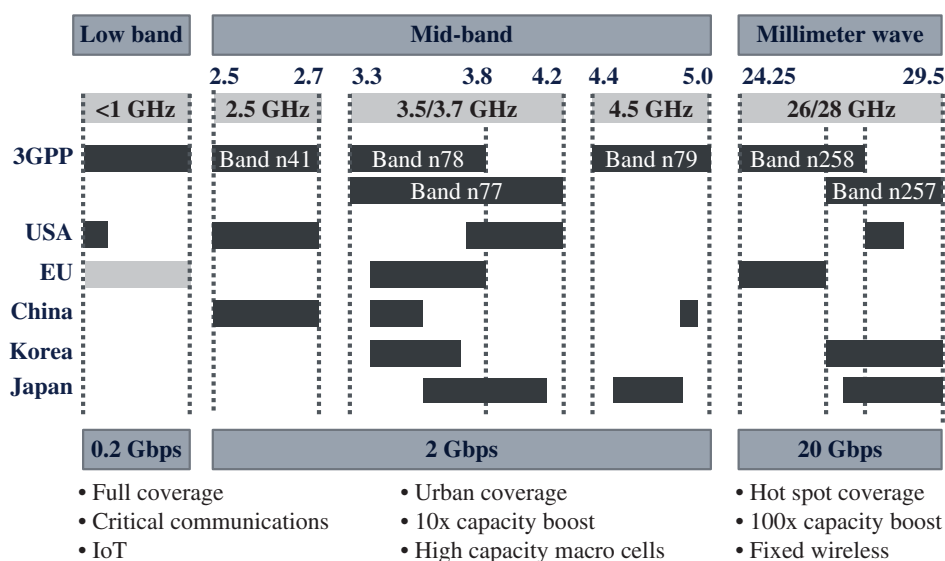 Low band Mid-band Millimeter wave
2.5 2.7 3.3 3.8 4.2 4.4 5.0 24.25 29.5
<1 GHz 2.5 GHz 3.5/3.7 GHz 4.5 GHz 26/28 GHz
3GPP Band n41 Band n78 Band n79 Band n258
Band n77 Band n257
USA
EU
China
Korea
Japan
0.2 Gbps 2 Gbps 20 Gbps
• Full coverage • Urban coverage • Hot spot coverage
• Critical communications • 10x capacity boost • 100x capacity boost
• IoT • High capacity macro cells • Fixed wireless